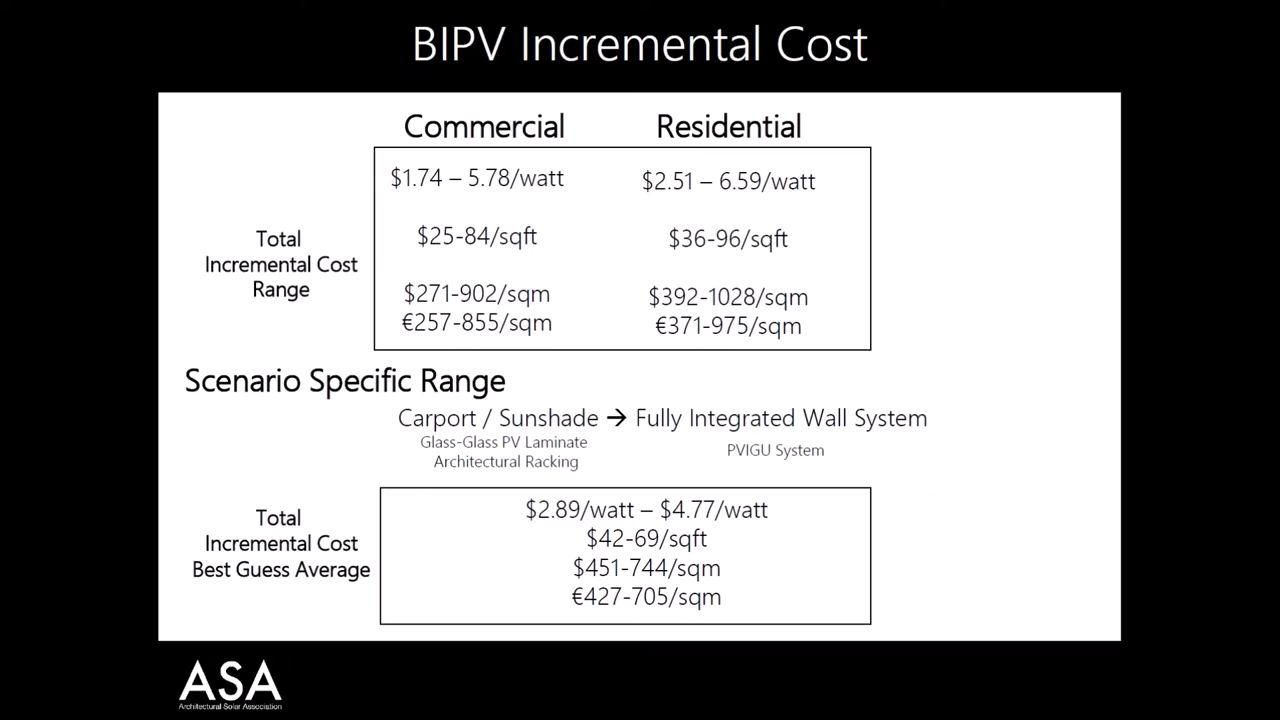 BIPV Incremental Cost
Commercial
Residential
$1.74 – 5.78/watt
$2.51 – 6.59/watt
$25-84/sqft
$36-96/sqft
Total
Incremental Cost
Range
$271-902/sqm
$392-1028/sqm
€257-855/sqm
€371-975/sqm
Scenario Specific Range
Carport / Sunshade → Fully Integrated Wall System
Glass-Glass PV Laminate
Architectural Racking
PVIGU System
Total
Incremental Cost
Best Guess Average
$2.89/watt – $4.77/watt
$42-69/sqft
$451-744/sqm
€427-705/sqm
ASA
Architectural Solar Association